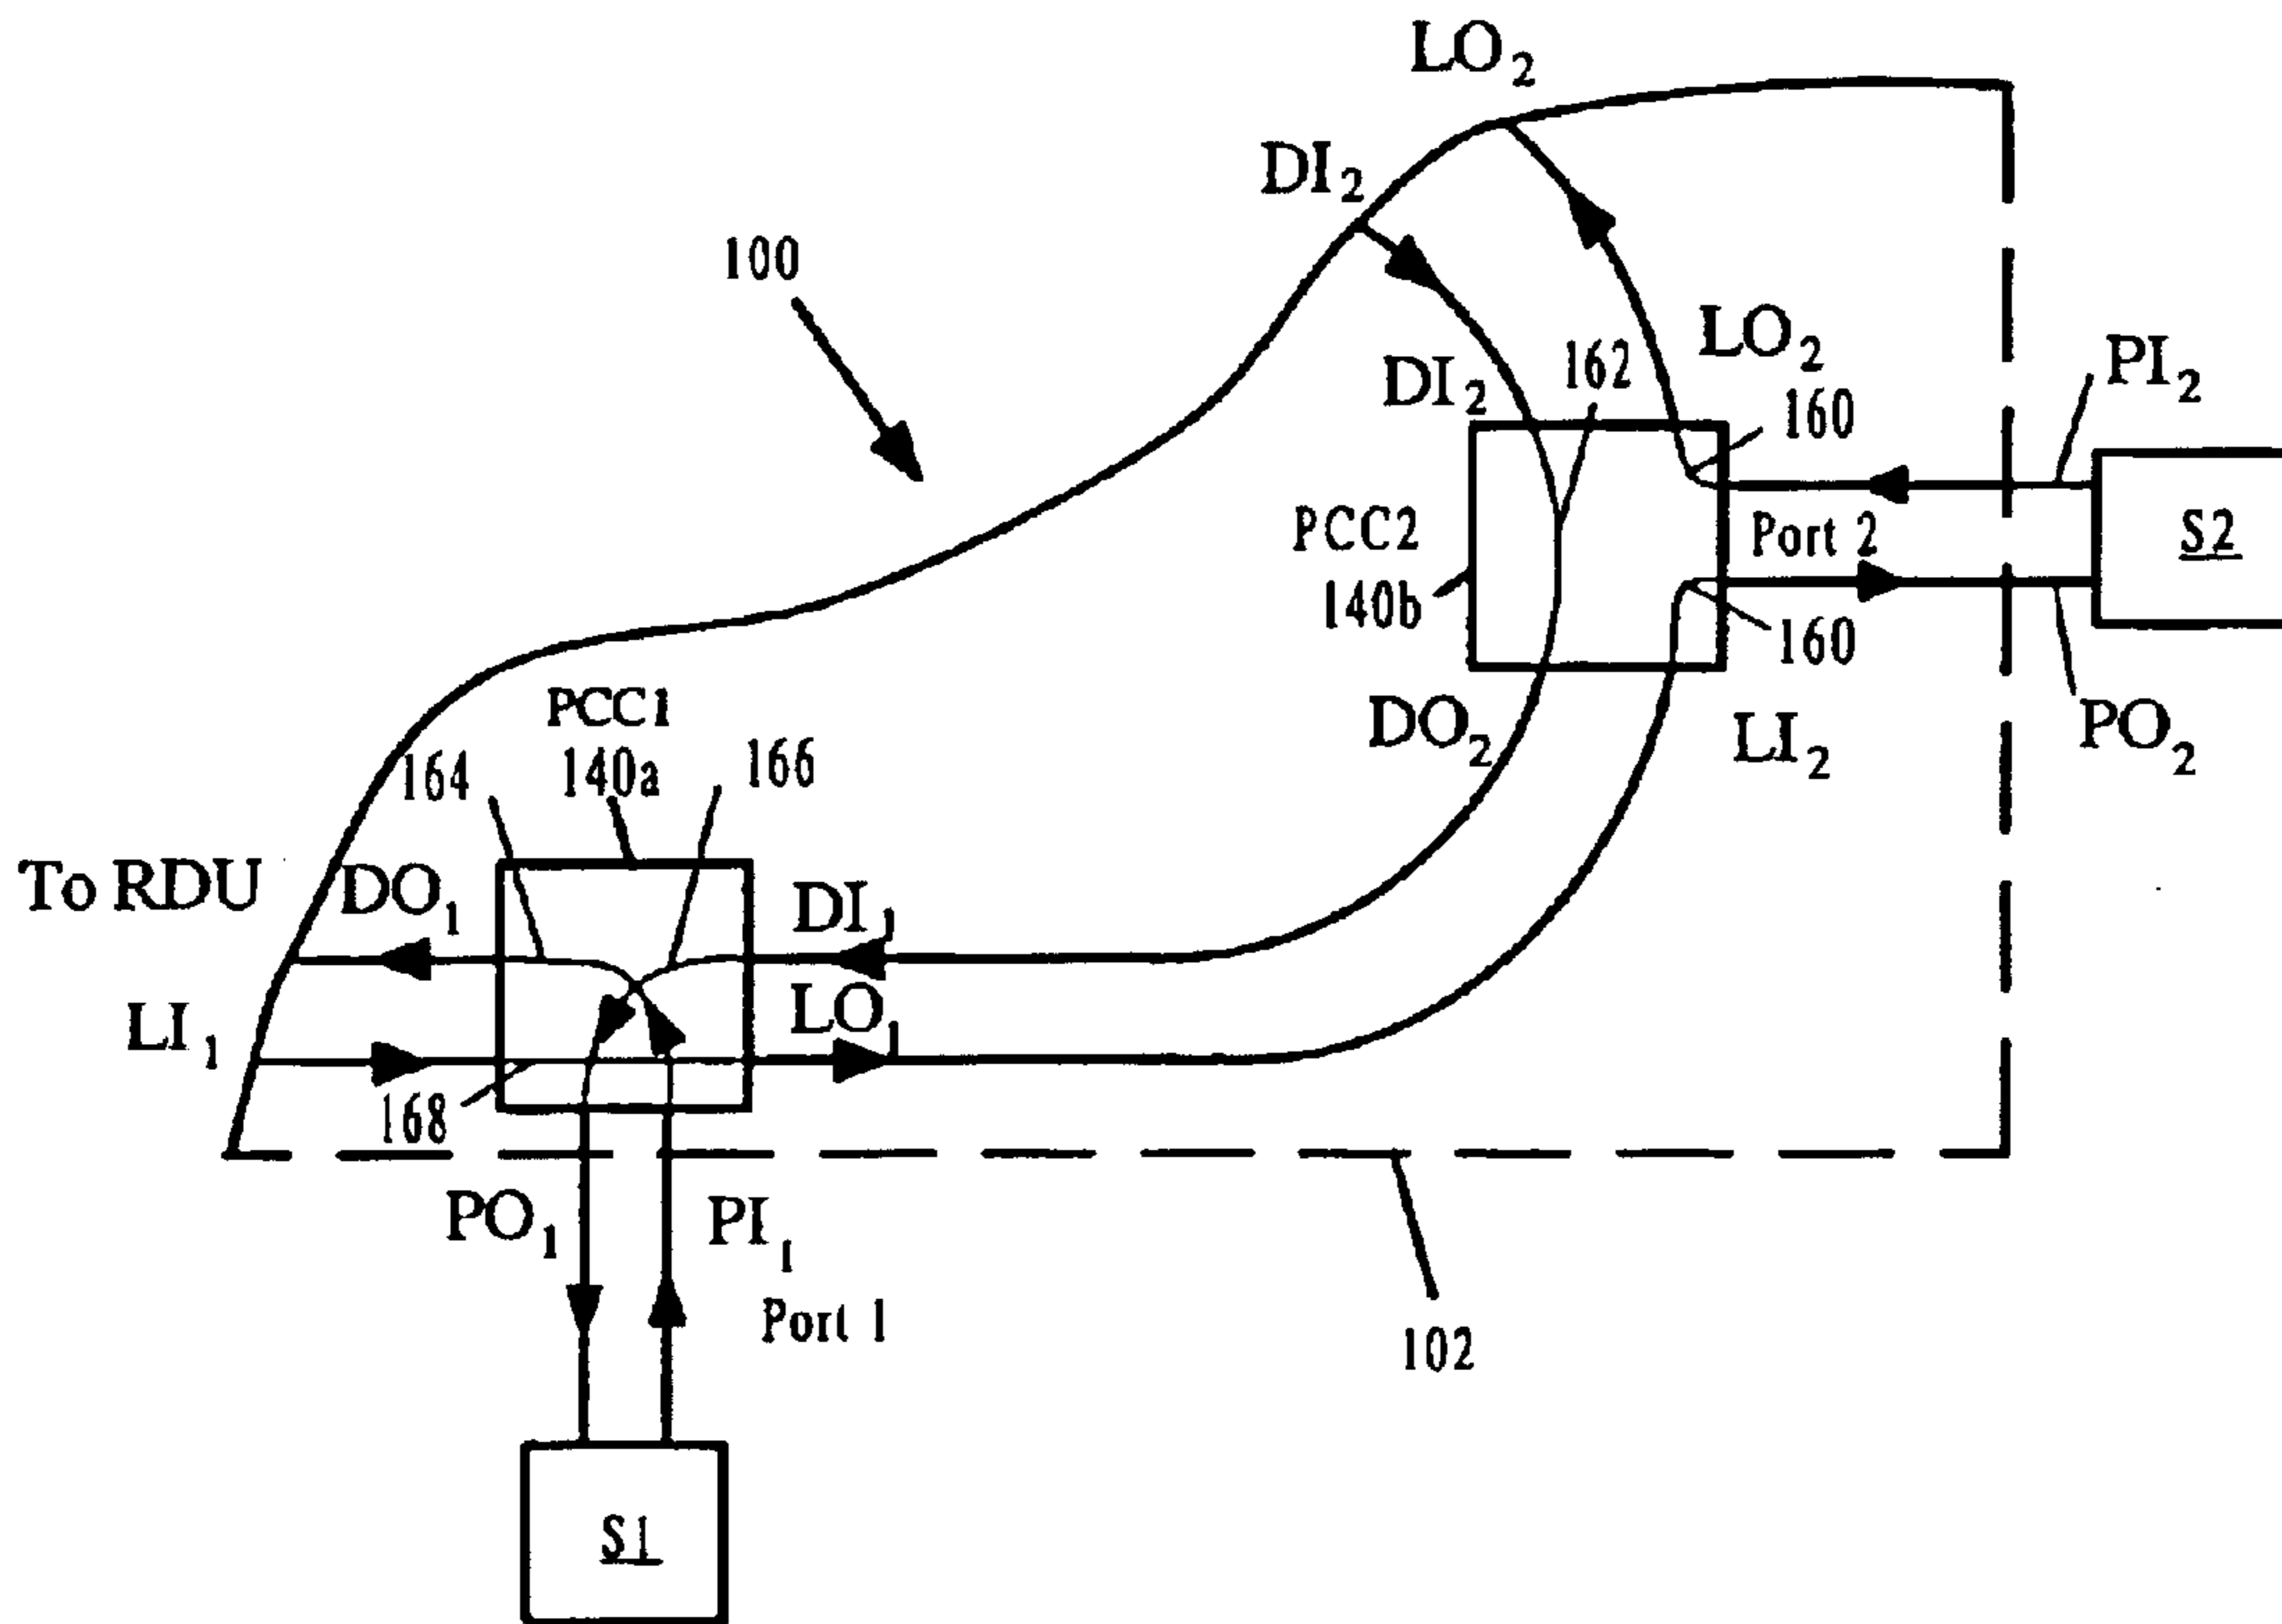 LO2
DI2
100
LO2
162
DI2
160
PI2
PCC2
140b
Port 2
S2
160
DO2
LI2
PO2
PCC1
164
140a
166
To RDU
DO1
DI1
LI1
LO1
168
PO1
PI1
Port 1
102
S1